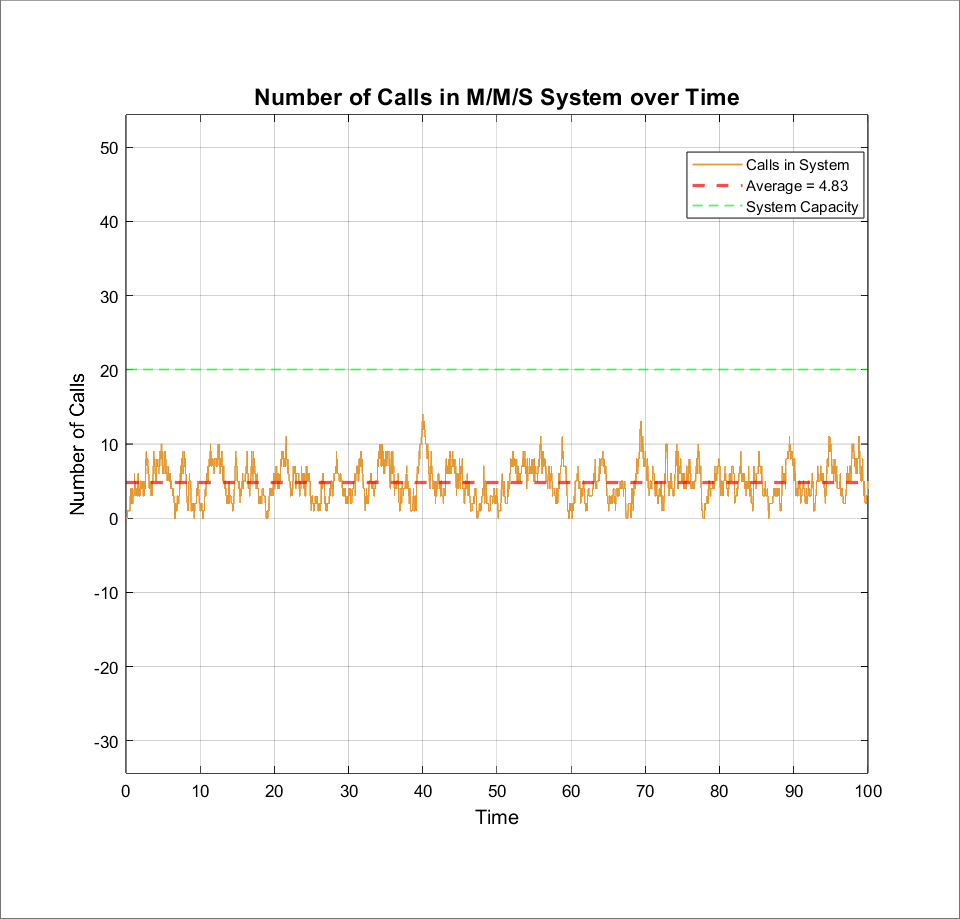 Number of Calls in M/M/S System over Time
50
40
30
20
10
0
-10
-20
-30
Number of Calls
Calls in System
Average = 4.83
System Capacity
0 10 20 30 40 50 60 70 80 90 100
Time